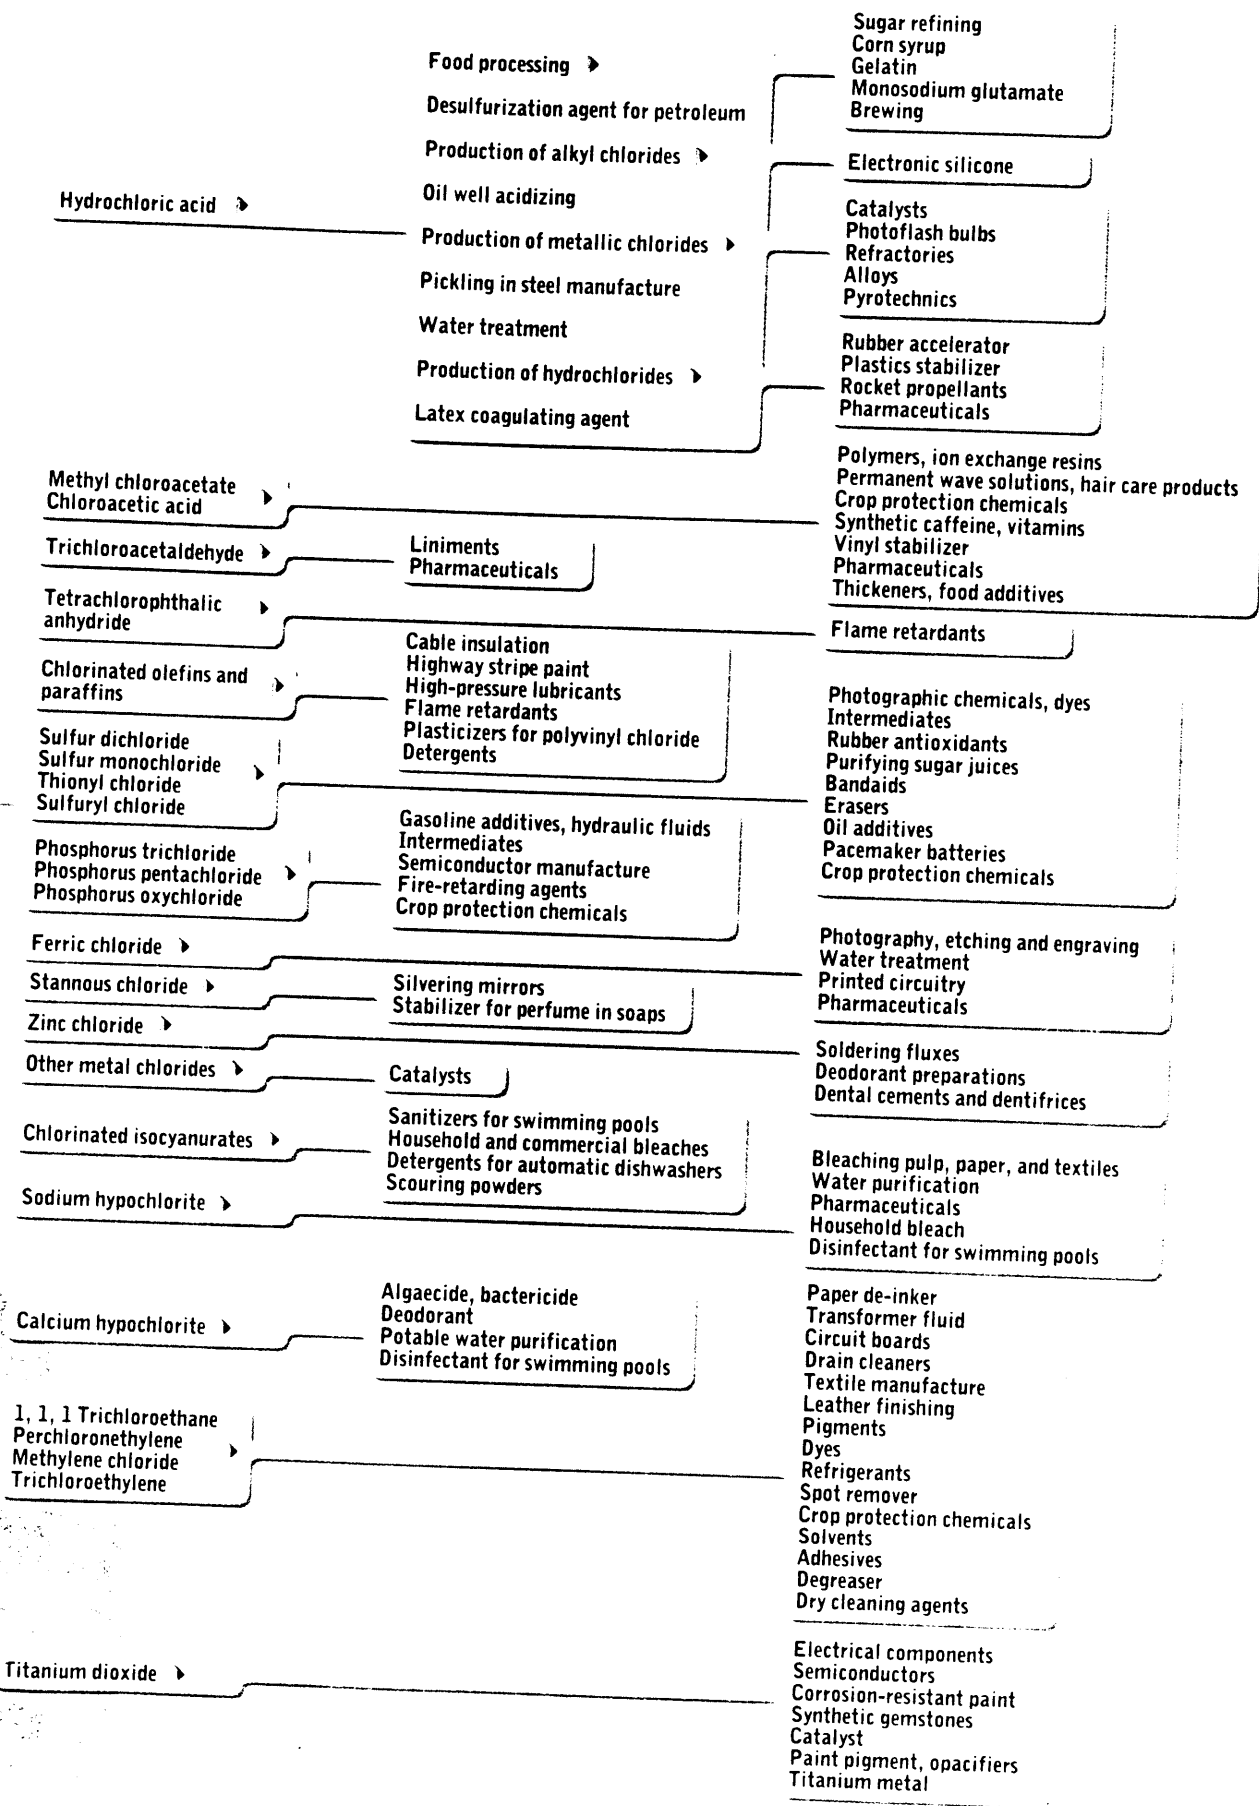 Hydrochloric acid
Food processing
Desulfurization agent for petroleum
Production of alkyl chlorides
Oil well acidizing
Production of metallic chlorides
Pickling in steel manufacture
Water treatment
Production of hydrochlorides
Latex coagulating agent
Sugar refining
Corn syrup
Gelatin
Monosodium glutamate
Brewing
Electronic silicone
Catalysts
Photoflash bulbs
Refractories
Alloys
Pyrotechnics
Rubber accelerator
Plastics stabilizer
Rocket propellants
Pharmaceuticals
Methyl chloroacetate
Chloroacetic acid
Polymers, ion exchange resins
Permanent wave solutions, hair care products
Crop protection chemicals
Synthetic caffeine, vitamins
Vinyl stabilizer
Pharmaceuticals
Thickeners, food additives
Trichloroacetaldehyde
Liniments
Pharmaceuticals
Tetrachlorophthalic
anhydride
Flame retardants
Chlorinated olefins and
paraffins
Cable insulation
Highway stripe paint
High-pressure lubricants
Flame retardants
Plasticizers for polyvinyl chloride
Detergents
Sulfur dichloride
Sulfur monochloride
Thionyl chloride
Sulfuryl chloride
Photographic chemicals, dyes
Intermediates
Rubber antioxidants
Purifying sugar juices
Bandaids
Erasers
Oil additives
Pacemaker batteries
Crop protection chemicals
Phosphorus trichloride
Phosphorus pentachloride
Phosphorus oxychloride
Gasoline additives, hydraulic fluids
Intermediates
Semiconductor manufacture
Fire-retarding agents
Crop protection chemicals
Ferric chloride
Photography, etching and engraving
Water treatment
Printed circuitry
Pharmaceuticals
Stannous chloride
Silvering mirrors
Stabilizer for perfume in soaps
Zinc chloride
Soldering fluxes
Deodorant preparations
Dental cements and dentifrices
Other metal chlorides
Catalysts
Chlorinated isocyanurates
Sanitizers for swimming pools
Household and commercial bleaches
Detergents for automatic dishwashers
Scouring powders
Sodium hypochlorite
Bleaching pulp, paper, and textiles
Water purification
Pharmaceuticals
Household bleach
Disinfectant for swimming pools
Calcium hypochlorite
Algaecide, bactericide
Deodorant
Potable water purification
Disinfectant for swimming pools
1, 1, 1 Trichloroethane
Perchloronethylene
Methylene chloride
Trichloroethylene
Paper de-inker
Transformer fluid
Circuit boards
Drain cleaners
Textile manufacture
Leather finishing
Pigments
Dyes
Refrigerants
Spot remover
Crop protection chemicals
Solvents
Adhesives
Degreaser
Dry cleaning agents
Titanium dioxide
Electrical components
Semiconductors
Corrosion-resistant paint
Synthetic gemstones
Catalyst
Paint pigment, opacifiers
Titanium metal